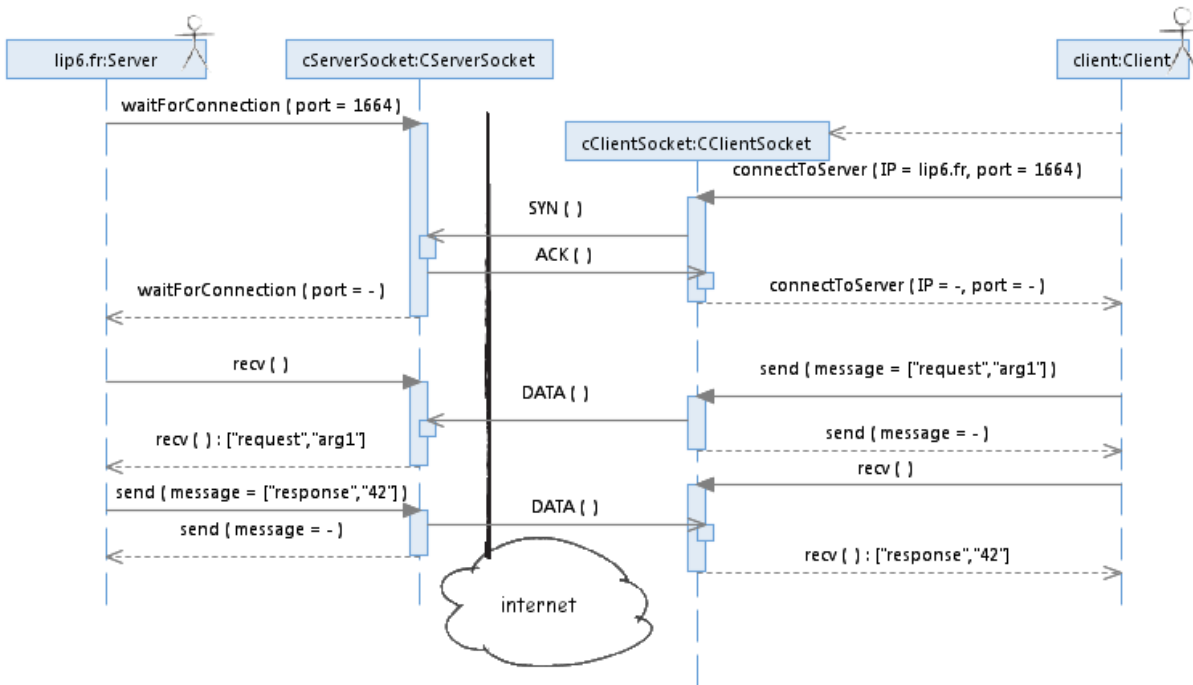 lip6.fr:Server
cServerSocket:CServerSocket
client:Client
waitForConnection ( port = 1664 )
cClientSocket:CClientSocket
connectToServer ( IP = lip6.fr, port = 1664 )
SYN ( )
ACK ( )
waitForConnection ( port = - )
connectToServer ( IP = -, port = - )
recv ( )
send ( message = ["request","arg1"] )
DATA ( )
recv ( ) : ["request","arg1"]
send ( message = - )
recv ( )
send ( message = ["response","42"] )
DATA ( )
send ( message = - )
recv ( ) : ["response","42"]
internet